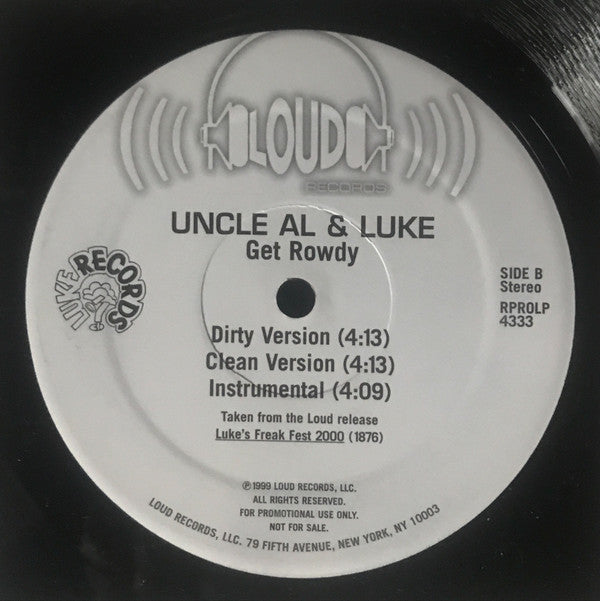 LOUD
RECORDS
UNCLE AL & LUKE
Get Rowdy
LUKE RECORDS
SIDE B
Stereo
RPROLP
4333
Dirty Version (4:13)
Clean Version (4:13)
Instrumental (4:09)
Taken from the Loud release
Luke's Freak Fest 2000 (1876)
℗ 1999 LOUD RECORDS, LLC.
ALL RIGHTS RESERVED.
FOR PROMOTIONAL USE ONLY.
NOT FOR SALE.
LOUD RECORDS, LLC. 79 FIFTH AVENUE, NEW YORK, NY 10003